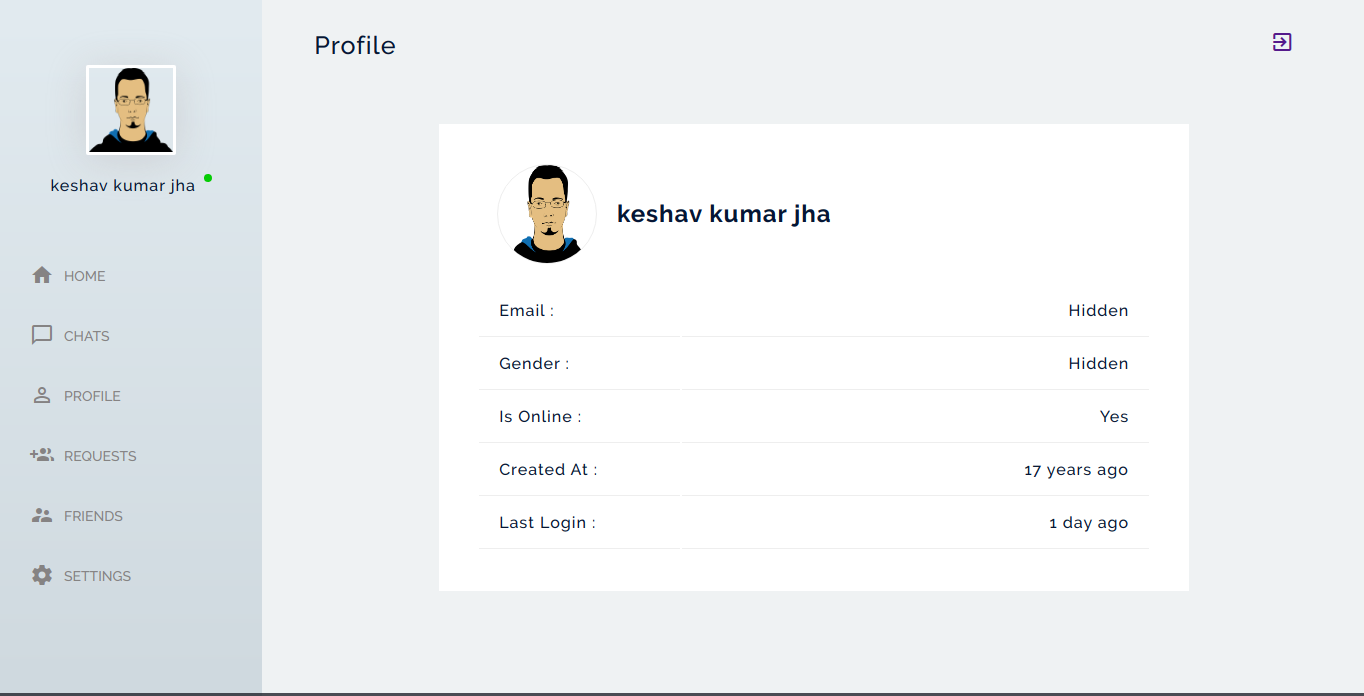 Profile
keshav kumar jha
HOME
CHATS
PROFILE
REQUESTS
FRIENDS
SETTINGS
keshav kumar jha
Email : Hidden
Gender : Hidden
Is Online : Yes
Created At : 17 years ago
Last Login : 1 day ago